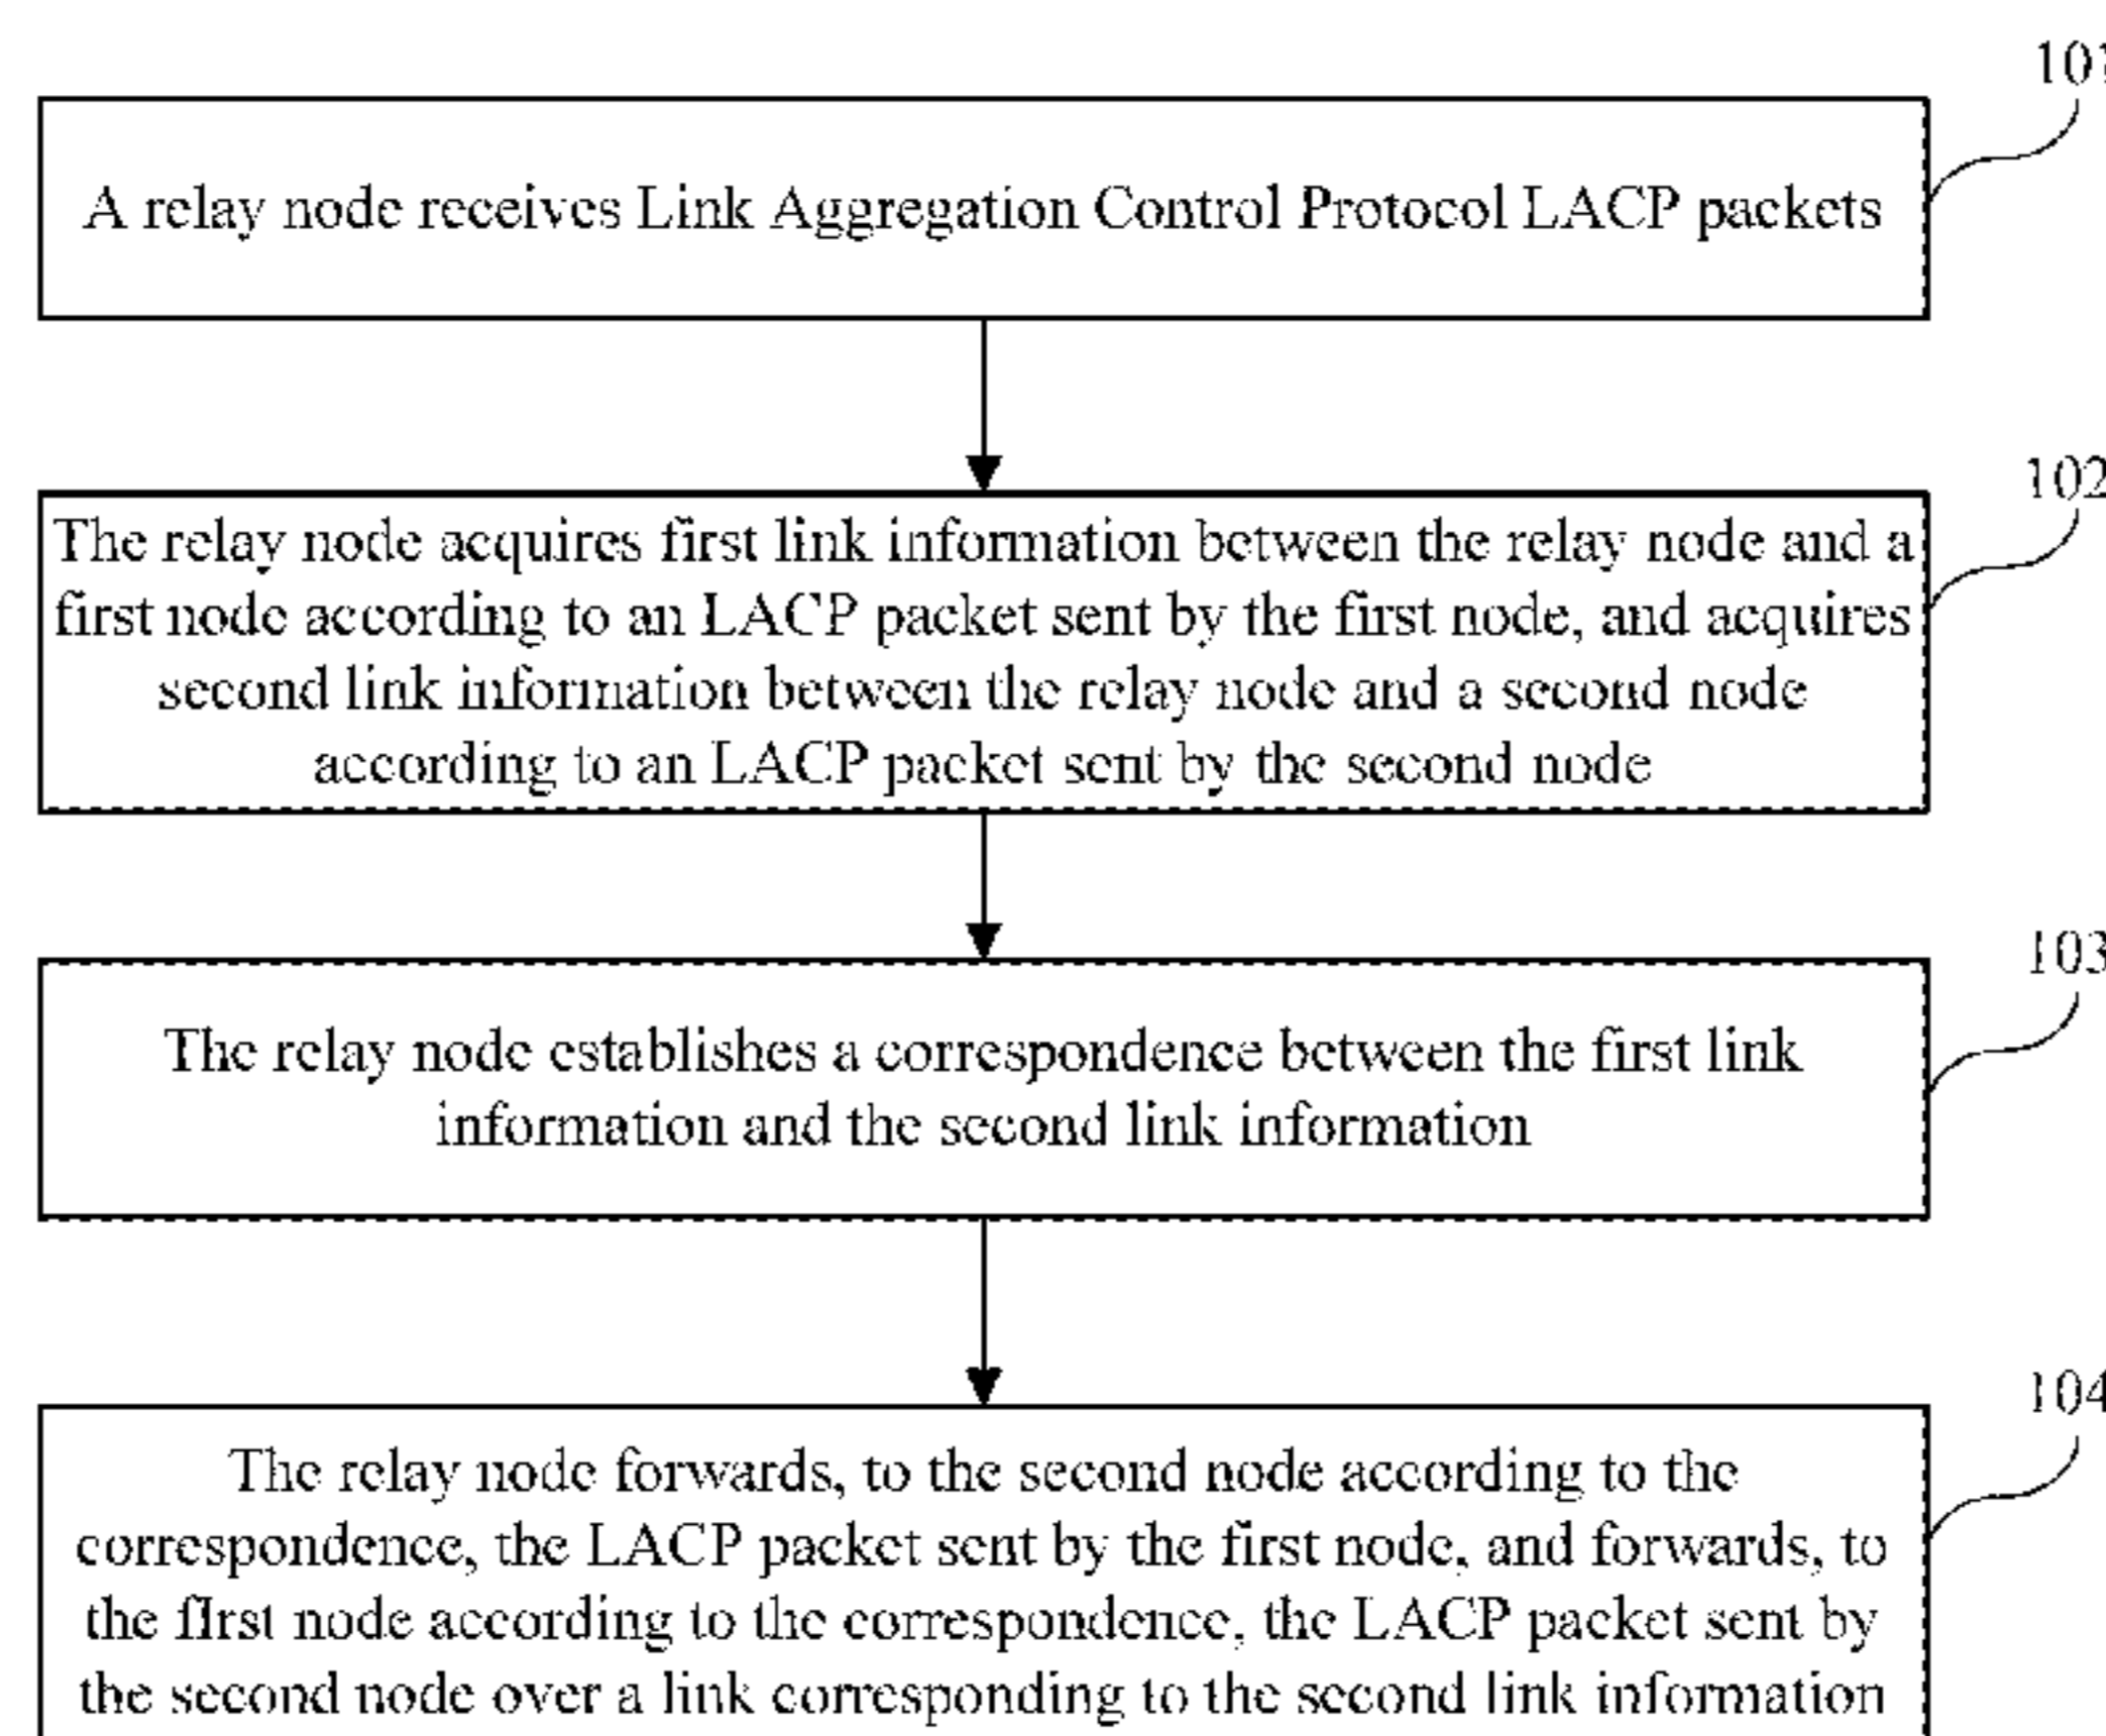 101
A relay node receives Link Aggregation Control Protocol LACP packets
102
The relay node acquires first link information between the relay node and a
first node according to an LACP packet sent by the first node, and acquires
second link information between the relay node and a second node
according to an LACP packet sent by the second node
103
The relay node establishes a correspondence between the first link
information and the second link information
104
The relay node forwards, to the second node according to the
correspondence, the LACP packet sent by the first node, and forwards, to
the first node according to the correspondence, the LACP packet sent by
the second node over a link corresponding to the second link information